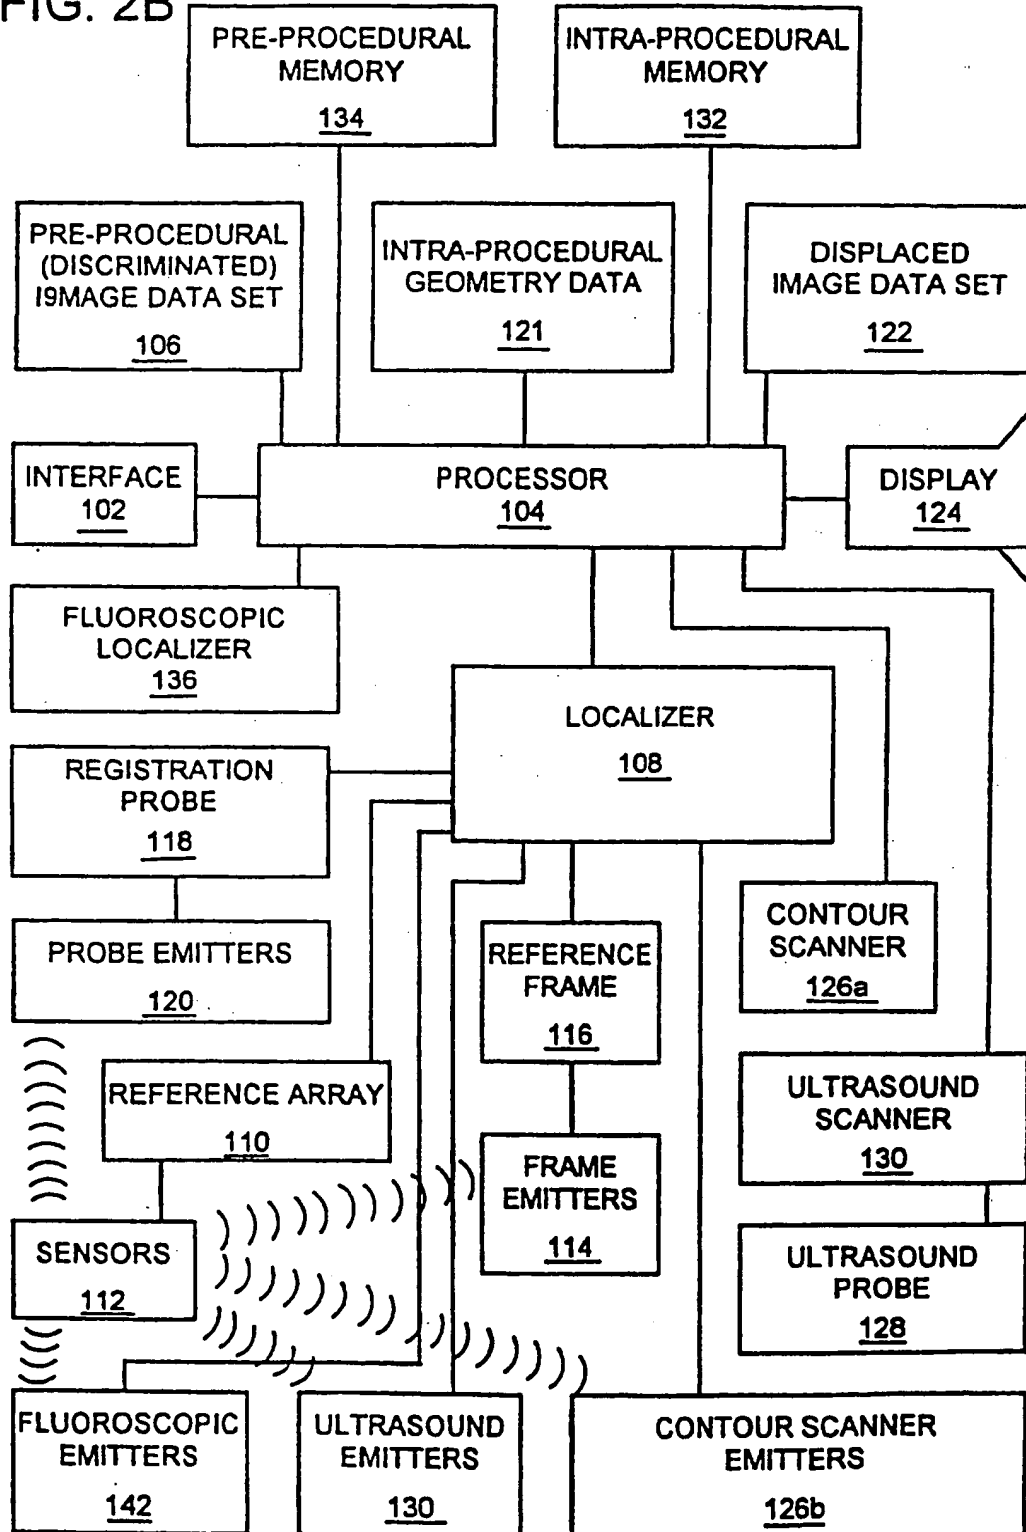 FIG. 2B
PRE-PROCEDURAL
MEMORY
134
INTRA-PROCEDURAL
MEMORY
132
PRE-PROCEDURAL
(DISCRIMINATED)
I9MAGE DATA SET
106
INTRA-PROCEDURAL
GEOMETRY DATA
121
DISPLACED
IMAGE DATA SET
122
INTERFACE
102
PROCESSOR
104
DISPLAY
124
FLUOROSCOPIC
LOCALIZER
136
LOCALIZER
108
REGISTRATION
PROBE
118
CONTOUR
SCANNER
126a
PROBE EMITTERS
120
REFERENCE
FRAME
116
REFERENCE ARRAY
110
ULTRASOUND
SCANNER
130
FRAME
EMITTERS
114
SENSORS
112
ULTRASOUND
PROBE
128
FLUOROSCOPIC
EMITTERS
142
ULTRASOUND
EMITTERS
130
CONTOUR SCANNER
EMITTERS
126b